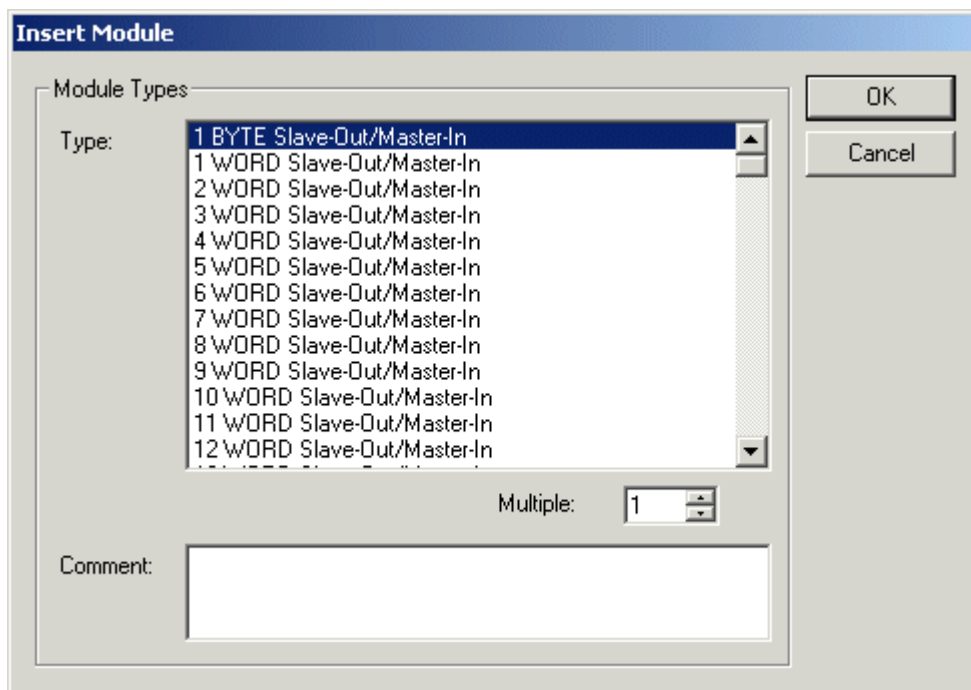 Insert Module
Module Types
OK
Type:
1 BYTE Slave-Out/Master-In
Cancel
1 WORD Slave-Out/Master-In
2 WORD Slave-Out/Master-In
3 WORD Slave-Out/Master-In
4 WORD Slave-Out/Master-In
5 WORD Slave-Out/Master-In
6 WORD Slave-Out/Master-In
7 WORD Slave-Out/Master-In
8 WORD Slave-Out/Master-In
9 WORD Slave-Out/Master-In
10 WORD Slave-Out/Master-In
11 WORD Slave-Out/Master-In
12 WORD Slave-Out/Master-In
Multiple: 1
Comment: